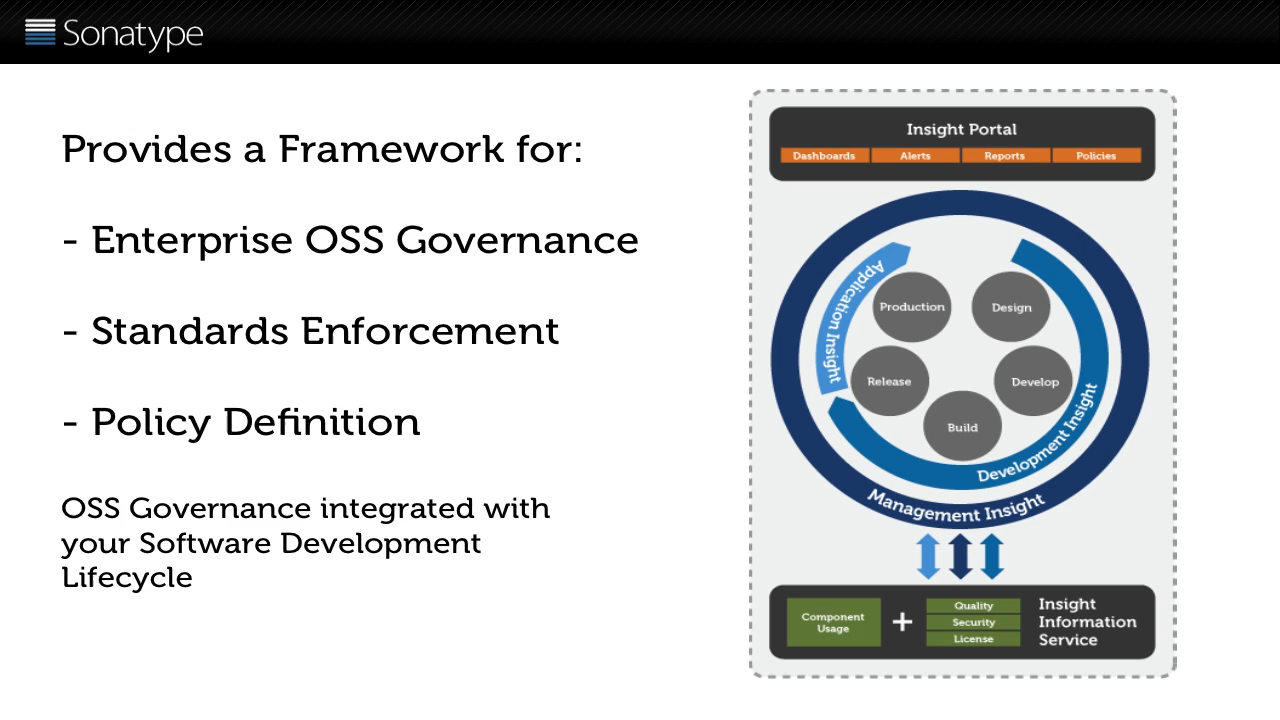 Sonatype
Provides a Framework for:
- Enterprise OSS Governance
- Standards Enforcement
- Policy Definition
OSS Governance integrated with
your Software Development
Lifecycle
Insight Portal
Dashboards
Alerts
Reports
Policies
Application Insight
Production
Design
Release
Develop
Build
Development Insight
Management Insight
Component
Usage
+
Quality
Security
License
Insight
Information
Service